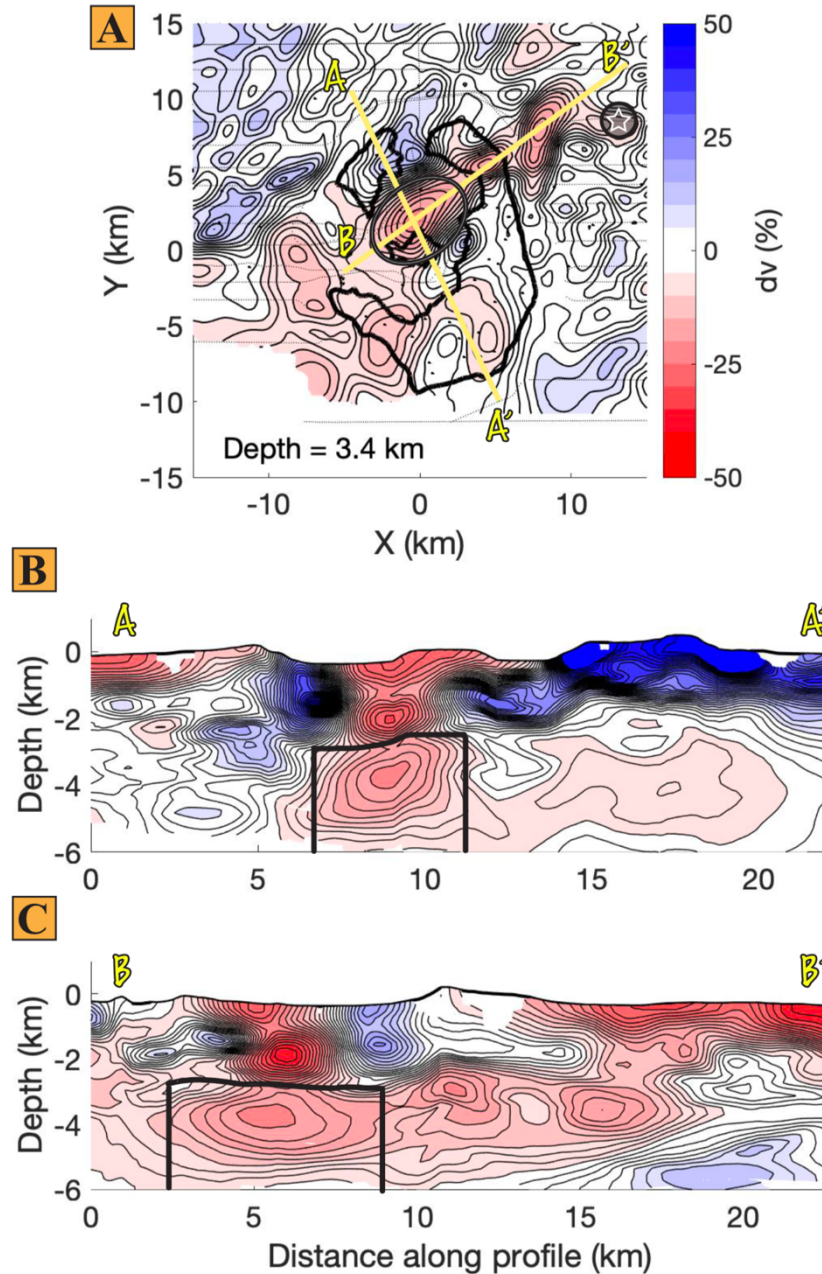 A
15
10
5
0
-5
-10
-15
Y (km)
A
B'
B
A'
Depth = 3.4 km
-10
0
10
X (km)
50
25
0
-25
-50
dv (%)
B
A
A'
0
-2
-4
-6
Depth (km)
0
5
10
15
20
C
B
B'
0
-2
-4
-6
Depth (km)
0
5
10
15
20
Distance along profile (km)